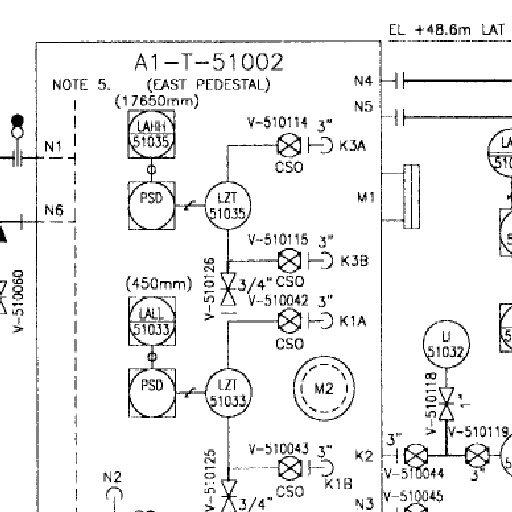 EL +48.6m LAT
A1-T-51002
NOTE 5. (EAST PEDESTAL)
(17650mm)
N4
N5
V-510114 3"
LAHH
51035
K3A
CSO
N1
PSD
LZT
51035
M1
N6
V-510115 3"
K3B
CSO
V-510126
3/4"
(450mm)
V-510042 3"
V-510060
LALL
51033
K1A
CSO
LI
51032
PSD
LZT
51033
M2
V-510118
1"
V-510119
V-510043 3"
K2
3"
V-510044
3"
V-510125
CSO
K1B
N2
3/4"
N3
V-510045